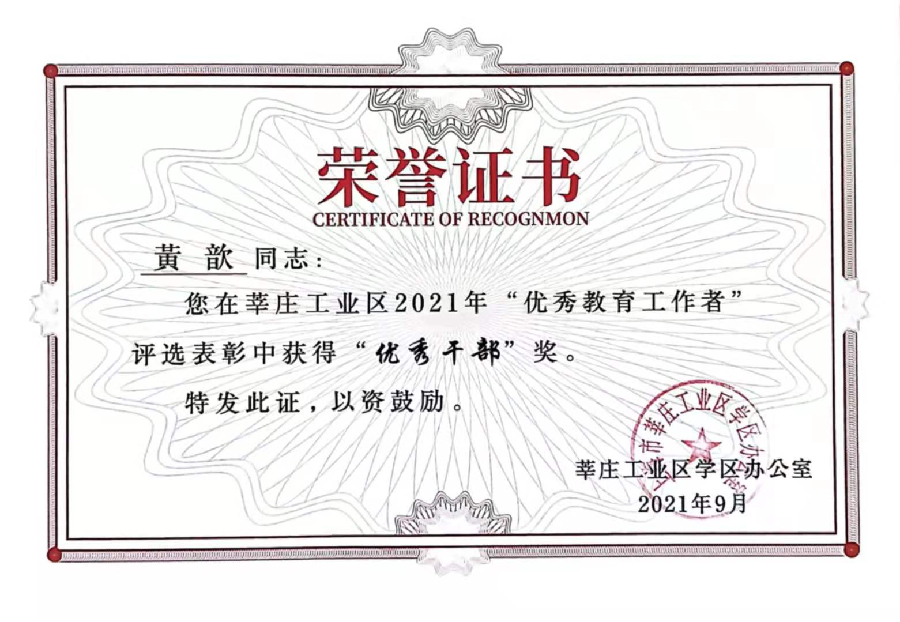 荣誉证书
CERTIFICATE OF RECOGNMON
黄 歆 同志：
您在莘庄工业区2021年“优秀教育工作者”
评选表彰中获得“优秀干部”奖。
特发此证，以资鼓励。
市莘庄工业区学区办公室
莘庄工业区学区办公室
2021年9月